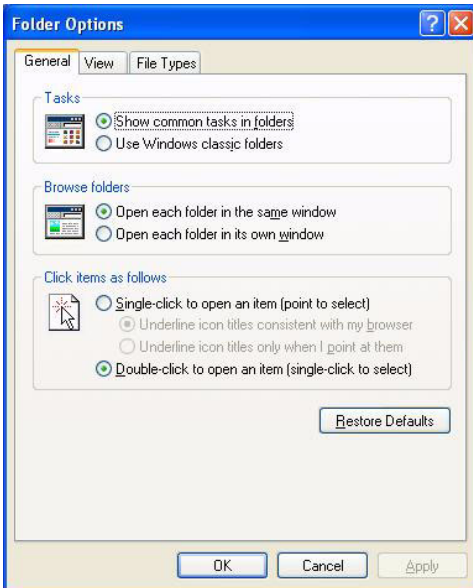 Folder Options
General View File Types
Tasks
Show common tasks in folders
Use Windows classic folders
Browse folders
Open each folder in the same window
Open each folder in its own window
Click items as follows
Single-click to open an item (point to select)
Underline icon titles consistent with my browser
Underline icon titles only when I point at them
Double-click to open an item (single-click to select)
Restore Defaults
OK Cancel Apply